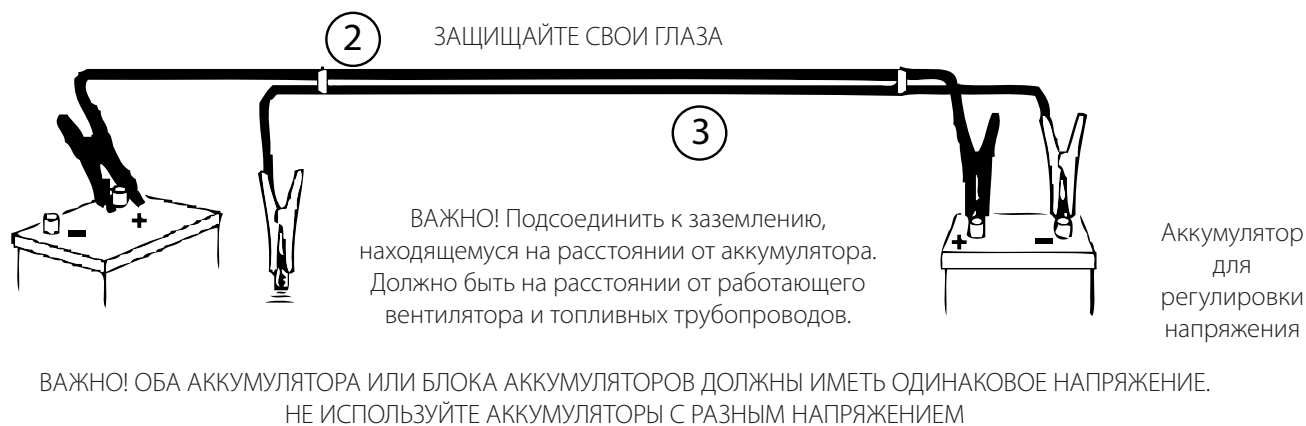 2
ЗАЩИЩАЙТЕ СВОИ ГЛАЗА
3
ВАЖНО! Подсоединить к заземлению,
находящемуся на расстоянии от аккумулятора.
Должно быть на расстоянии от работающего
вентилятора и топливных трубопроводов.
- +
+ -
Аккумулятор
для
регулировки
напряжения
ВАЖНО! ОБА АККУМУЛЯТОРА ИЛИ БЛОКА АККУМУЛЯТОРОВ ДОЛЖНЫ ИМЕТЬ ОДИНАКОВОЕ НАПРЯЖЕНИЕ.
НЕ ИСПОЛЬЗУЙТЕ АККУМУЛЯТОРЫ С РАЗНЫМ НАПРЯЖЕНИЕМ